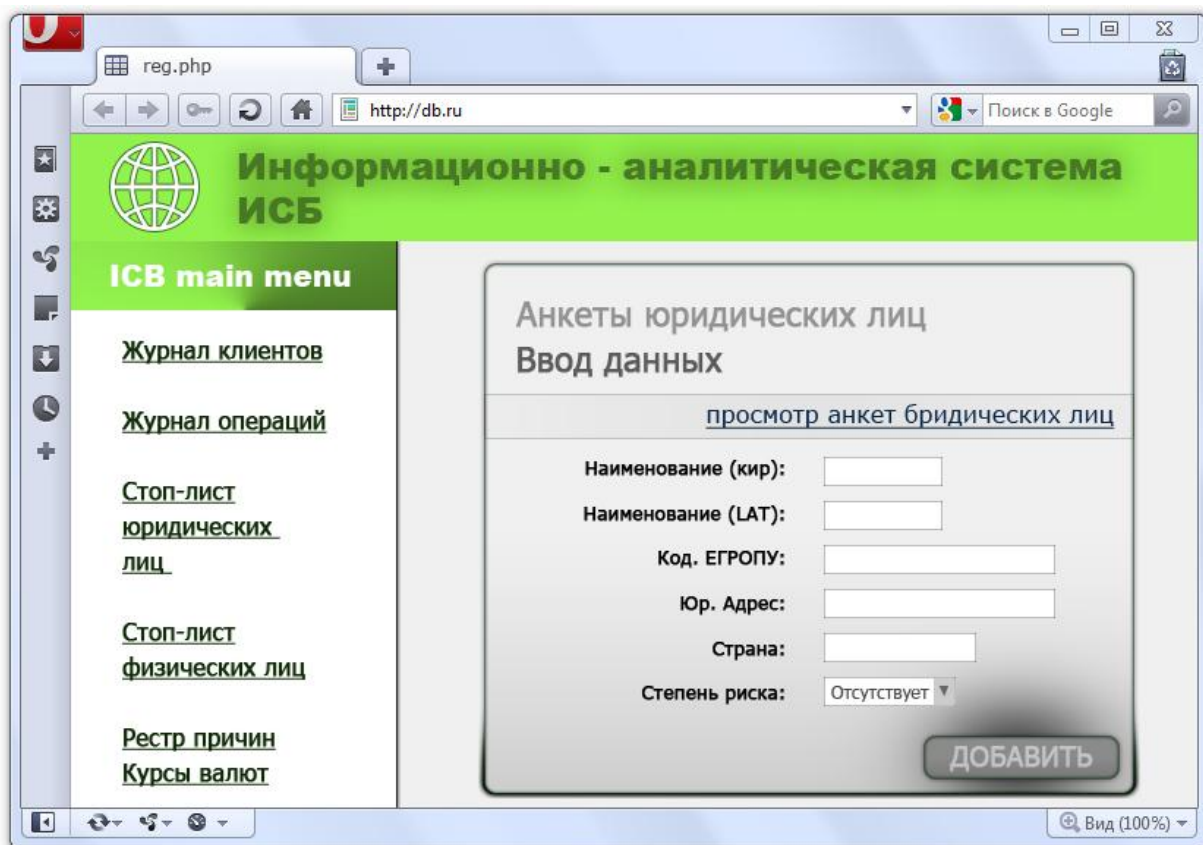 reg.php
http://db.ru
Поиск в Google
Информационно - аналитическая система
ИСБ
ICB main menu
Журнал клиентов
Журнал операций
Стоп-лист
юридических
лиц
Стоп-лист
физических лиц
Рестр причин
Курсы валют
Анкеты юридических лиц
Ввод данных
просмотр анкет бридических лиц
Наименование (кир):
Наименование (LAT):
Код. ЕГРОПУ:
Юр. Адрес:
Страна:
Степень риска: Отсутствует
ДОБАВИТЬ
Вид (100%)